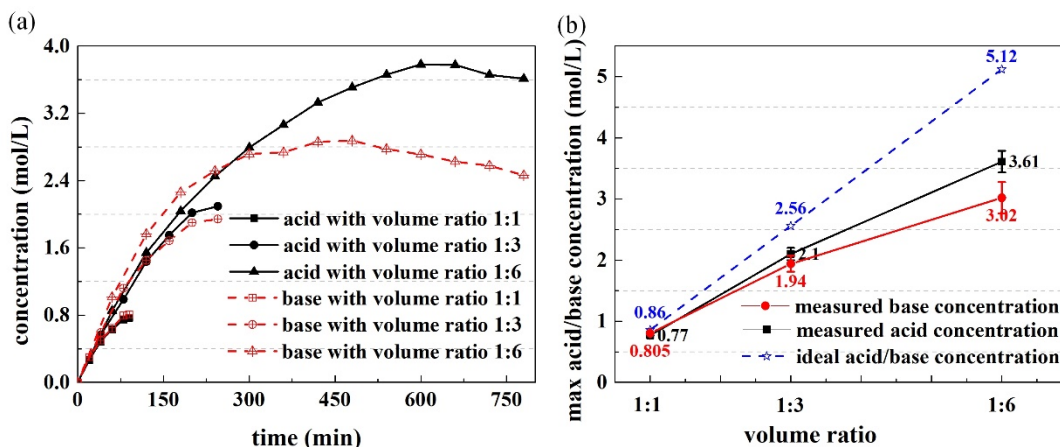 (a)
concentration (mol/L)
4.0
3.2
2.4
1.6
0.8
0.0
acid with volume ratio 1:1
acid with volume ratio 1:3
acid with volume ratio 1:6
base with volume ratio 1:1
base with volume ratio 1:3
base with volume ratio 1:6
0 150 300 450 600 750
time (min)
(b)
max acid/base concentration (mol/L)
5
4
3
2
1
0
5.12
3.61
3.02
2.56
2.1
1.94
0.86
0.77
0.805
measured base concentration
measured acid concentration
ideal acid/base concentration
1:1 1:3 1:6
volume ratio